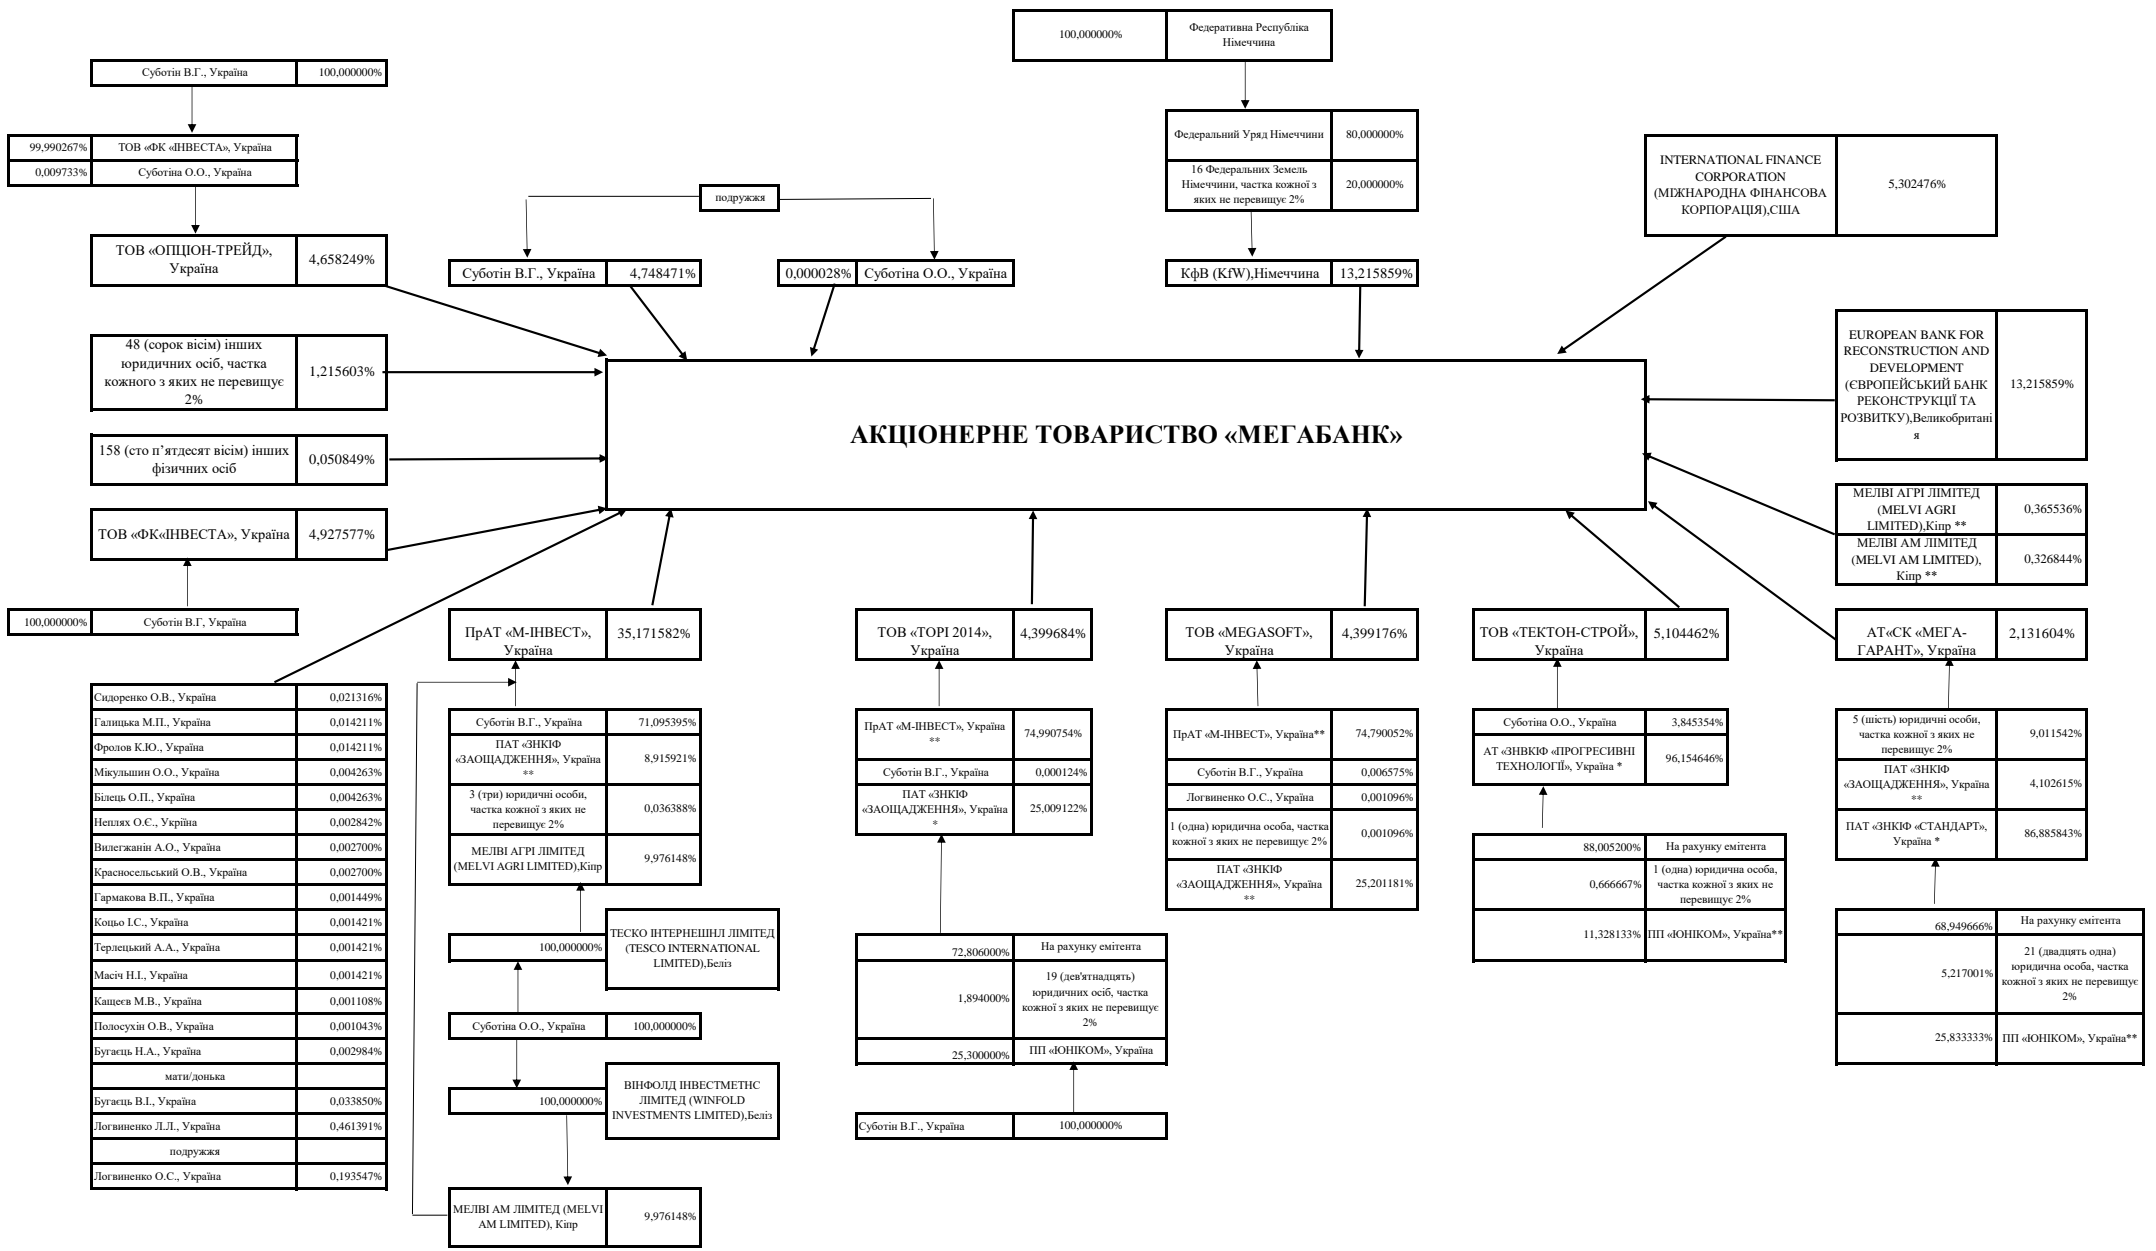 100,000000%
Федеративна Республіка
Німеччина
Суботін В.Г., Україна
100,000000%
99,990267%
ТОВ «ФК «ІНВЕСТА», Україна
0,009733%
Суботіна О.О., Україна
Федеральний Уряд Німеччини
80,000000%
16 Федеральних Земель
Німеччини, частка кожної з
яких не перевищує 2%
20,000000%
INTERNATIONAL FINANCE
CORPORATION
(МІЖНАРОДНА ФІНАНСОВА
КОРПОРАЦІЯ),США
5,302476%
подружжя
ТОВ «ОПЦІОН-ТРЕЙД»,
Україна
4,658249%
Суботін В.Г., Україна
4,748471%
0,000028%
Суботіна О.О., Україна
КфВ (KfW),Німеччина
13,215859%
48 (сорок вісім) інших
юридичних осіб, частка
кожного з яких не перевищує
2%
1,215603%
EUROPEAN BANK FOR
RECONSTRUCTION AND
DEVELOPMENT
(ЄВРОПЕЙСЬКИЙ БАНК
РЕКОНСТРУКЦІЇ ТА
РОЗВИТКУ),Великобритані
я
13,215859%
АКЦІОНЕРНЕ ТОВАРИСТВО «МЕГАБАНК»
158 (сто п’ятдесят вісім) інших
фізичних осіб
0,050849%
МЕЛВІ АГРІ ЛІМІТЕД
(MELVI AGRI
LIMITED),Кіпр **
0,365536%
МЕЛВІ АМ ЛІМІТЕД
(MELVI AM LIMITED),
Кіпр **
0,326844%
ТОВ «ФК«ІНВЕСТА», Україна
4,927577%
100,000000%
Суботін В.Г, Україна
ПрАТ «М-ІНВЕСТ»,
Україна
35,171582%
ТОВ «ТОРІ 2014»,
Україна
4,399684%
ТОВ «MEGASOFT»,
Україна
4,399176%
ТОВ «ТЕКТОН-СТРОЙ»,
Україна
5,104462%
АТ«СК «МЕГА-
ГАРАНТ», Україна
2,131604%
Сидоренко О.В., Україна
0,021316%
Галицька М.П., Україна
0,014211%
Фролов К.Ю., Україна
0,014211%
Мікульшин О.О., Україна
0,004263%
Білець О.П., Україна
0,004263%
Неплях О.Є., Укріїна
0,002842%
Вилегжанін А.О., Україна
0,002700%
Красносельський О.В., Україна
0,002700%
Гармакова В.П., Україна
0,001449%
Коцьо І.С., Україна
0,001421%
Терлецький А.А., Україна
0,001421%
Масіч Н.І., Україна
0,001421%
Кащеєв М.В., Україна
0,001108%
Полосухін О.В., Україна
0,001043%
Бугаєць Н.А., Україна
0,002984%
мати/донька
Бугаєць В.І., Україна
0,033850%
Логвиненко Л.Л., Україна
0,461391%
подружжя
Логвиненко О.С., Україна
0,193547%
Суботін В.Г., Україна
71,095395%
ПАТ «ЗНКІФ
«ЗАОЩАДЖЕННЯ», Україна
**
8,915921%
3 (три) юридичні особи,
частка кожної з яких не
перевищує 2%
0,036388%
МЕЛВІ АГРІ ЛІМІТЕД
(MELVI AGRI LIMITED),Кіпр
9,976148%
100,000000%
ТЕСКО ІНТЕРНЕШНЛ ЛІМІТЕД
(TESCO INTERNATIONAL
LIMITED),Беліз
Суботіна О.О., Україна
100,000000%
100,000000%
ВІНФОЛД ІНВЕСТМЕТНС
ЛІМІТЕД (WINFOLD
INVESTMENTS LIMITED),Беліз
МЕЛВІ АМ ЛІМІТЕД (MELVI
AM LIMITED), Кіпр
9,976148%
ПрАТ «М-ІНВЕСТ», Україна
**
74,990754%
Суботін В.Г., Україна
0,000124%
ПАТ «ЗНКІФ
«ЗАОЩАДЖЕННЯ», Україна
*
25,009122%
72,806000%
На рахунку емітента
1,894000%
19 (дев'ятнадцять)
юридичних осіб, частка
кожної з яких не перевищує
2%
25,300000%
ПП «ЮНІКОМ», Україна
Суботін В.Г., Україна
100,000000%
ПрАТ «М-ІНВЕСТ», Україна**
74,790052%
Суботін В.Г., Україна
0,006575%
Логвиненко О.С., Україна
0,001096%
1 (одна) юридична особа, частка
кожної з яких не перевищує 2%
0,001096%
ПАТ «ЗНКІФ
«ЗАОЩАДЖЕННЯ», Україна
**
25,201181%
Суботіна О.О., Україна
3,845354%
АТ «ЗНВКІФ «ПРОГРЕСИВНІ
ТЕХНОЛОГІЇ», Україна *
96,154646%
88,005200%
На рахунку емітента
0,666667%
1 (одна) юридична особа,
частка кожної з яких не
перевищує 2%
11,328133%
ПП «ЮНІКОМ», Україна**
5 (шість) юридичні особи,
частка кожної з яких не
перевищує 2%
9,011542%
ПАТ «ЗНКІФ
«ЗАОЩАДЖЕННЯ», Україна
**
4,102615%
ПАТ «ЗНКІФ «СТАНДАРТ»,
Україна *
86,885843%
68,949666%
На рахунку емітента
5,217001%
21 (двадцять одна)
юридична особа, частка
кожної з яких не перевищує
2%
25,833333%
ПП «ЮНІКОМ», Україна**